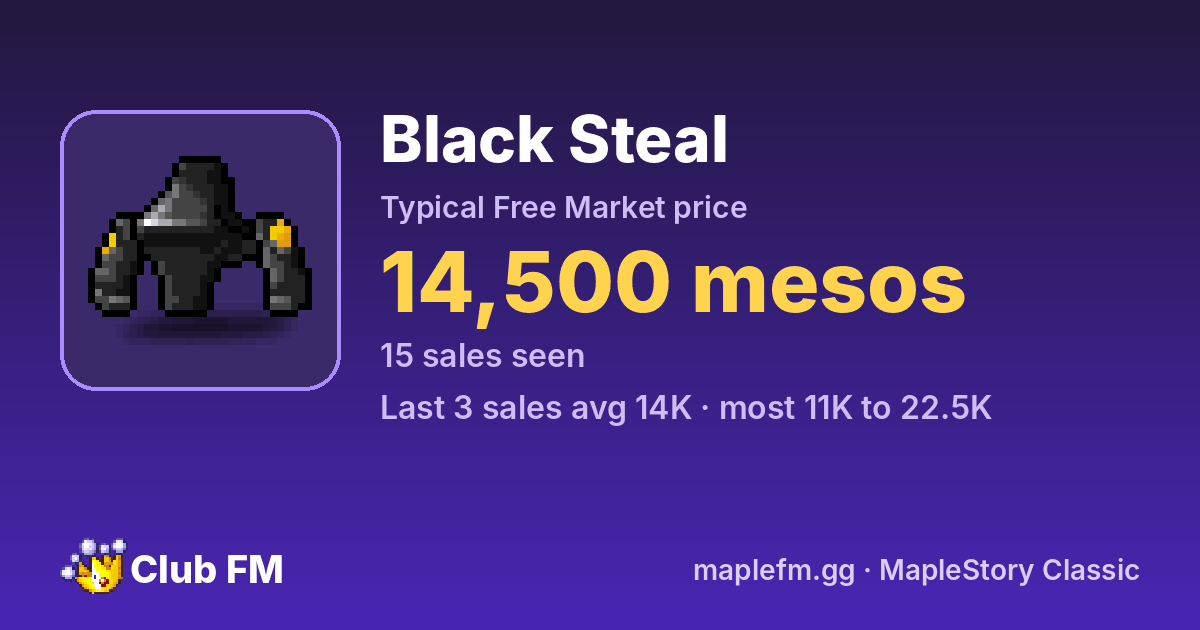 Black Steal
Typical Free Market price
14,500 mesos
15 sales seen
Last 3 sales avg 14K · most 11K to 22.5K
Club FM
maplefm.gg · MapleStory Classic